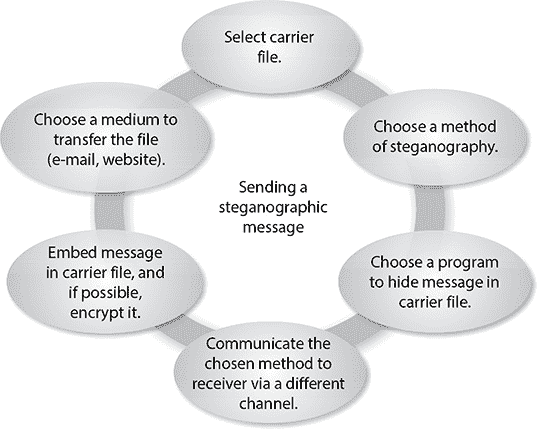 Select carrier
file.
Choose a method
of steganography.
Choose a program
to hide message in
carrier file.
Communicate the
chosen method to
receiver via a different
channel.
Embed message
in carrier file, and
if possible,
encrypt it.
Choose a medium to
transfer the file
(e-mail, website).
Sending a
steganographic
message